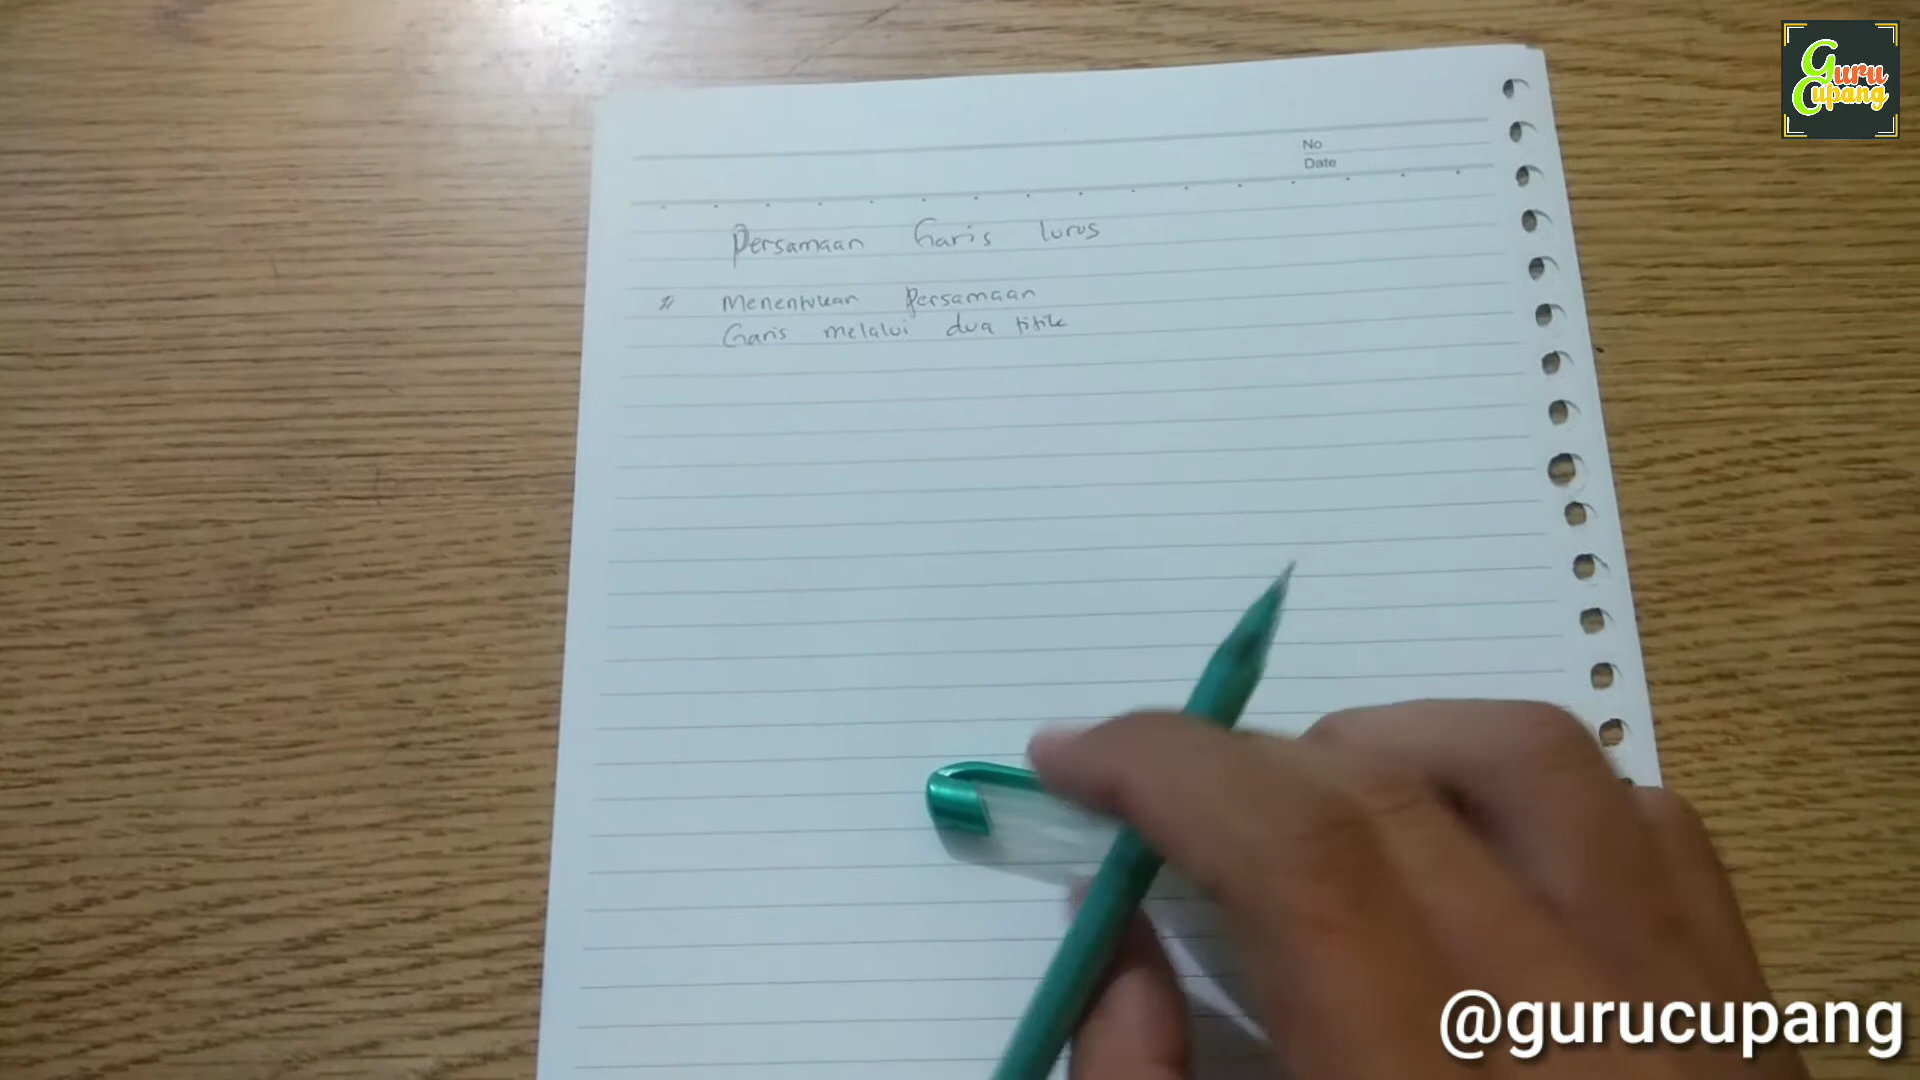 Guru
Cupang
No
Date
Persamaan Garis lurus
# Menentukan Persamaan
Garis melalui dua titik
@gurucupang